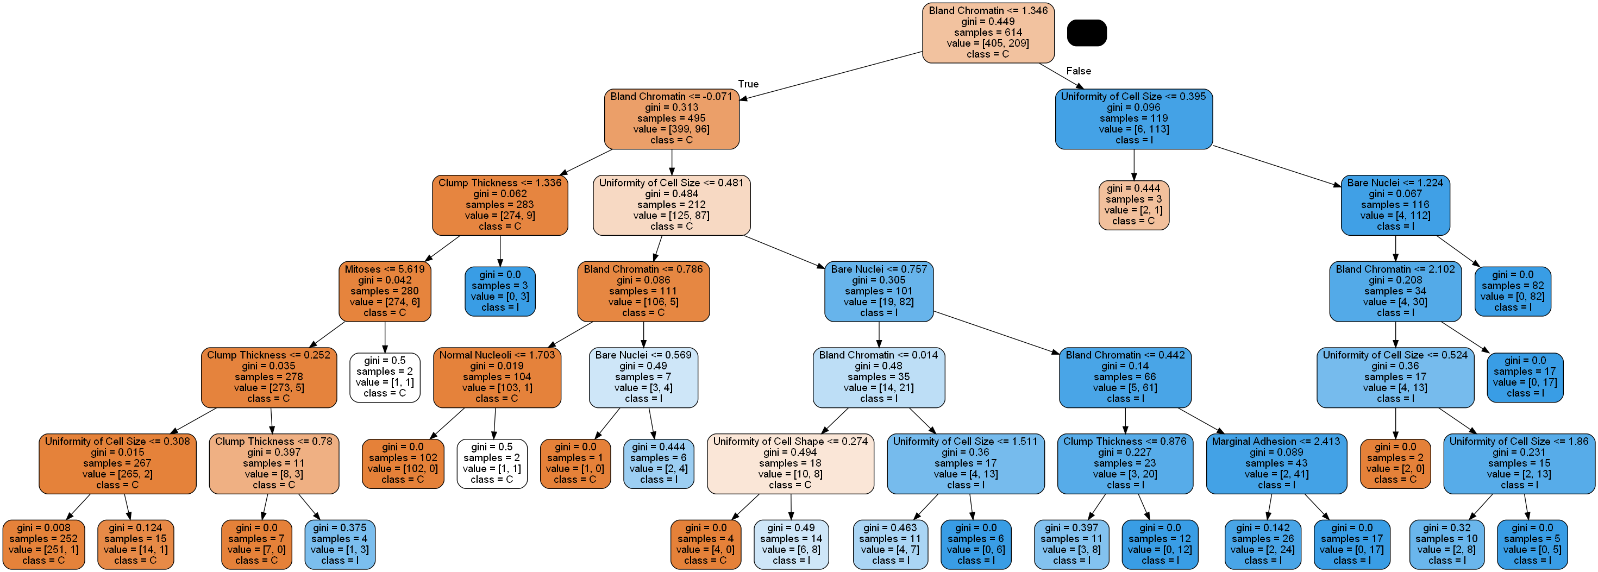 Bland Chromatin <= 1.346
gini = 0.449
samples = 614
value = [405, 209]
class = C
True
False
Bland Chromatin <= -0.071
gini = 0.313
samples = 495
value = [399, 96]
class = C
Uniformity of Cell Size <= 0.395
gini = 0.096
samples = 119
value = [6, 113]
class = I
Clump Thickness <= 1.336
gini = 0.062
samples = 283
value = [274, 9]
class = C
Uniformity of Cell Size <= 0.481
gini = 0.484
samples = 212
value = [125, 87]
class = C
gini = 0.444
samples = 3
value = [2, 1]
class = C
Bare Nuclei <= 1.224
gini = 0.067
samples = 116
value = [4, 112]
class = I
Mitoses <= 5.619
gini = 0.042
samples = 280
value = [274, 6]
class = C
gini = 0.0
samples = 3
value = [0, 3]
class = I
Bland Chromatin <= 0.786
gini = 0.086
samples = 111
value = [106, 5]
class = C
Bare Nuclei <= 0.757
gini = 0.305
samples = 101
value = [19, 82]
class = I
Bland Chromatin <= 2.102
gini = 0.208
samples = 34
value = [4, 30]
class = I
gini = 0.0
samples = 82
value = [0, 82]
class = I
Clump Thickness <= 0.252
gini = 0.035
samples = 278
value = [273, 5]
class = C
gini = 0.5
samples = 2
value = [1, 1]
class = C
Normal Nucleoli <= 1.703
gini = 0.019
samples = 104
value = [103, 1]
class = C
Bare Nuclei <= 0.569
gini = 0.49
samples = 7
value = [3, 4]
class = I
Bland Chromatin <= 0.014
gini = 0.48
samples = 35
value = [14, 21]
class = I
Bland Chromatin <= 0.442
gini = 0.14
samples = 66
value = [5, 61]
class = I
Uniformity of Cell Size <= 0.524
gini = 0.36
samples = 17
value = [4, 13]
class = I
gini = 0.0
samples = 17
value = [0, 17]
class = I
Uniformity of Cell Size <= 0.308
gini = 0.015
samples = 267
value = [265, 2]
class = C
Clump Thickness <= 0.78
gini = 0.397
samples = 11
value = [8, 3]
class = C
gini = 0.0
samples = 102
value = [102, 0]
class = C
gini = 0.5
samples = 2
value = [1, 1]
class = C
gini = 0.0
samples = 1
value = [1, 0]
class = C
gini = 0.444
samples = 6
value = [2, 4]
class = I
Uniformity of Cell Shape <= 0.274
gini = 0.494
samples = 18
value = [10, 8]
class = C
Uniformity of Cell Size <= 1.511
gini = 0.36
samples = 17
value = [4, 13]
class = I
Clump Thickness <= 0.876
gini = 0.227
samples = 23
value = [3, 20]
class = I
Marginal Adhesion <= 2.413
gini = 0.089
samples = 43
value = [2, 41]
class = I
gini = 0.0
samples = 2
value = [2, 0]
class = C
Uniformity of Cell Size <= 1.86
gini = 0.231
samples = 15
value = [2, 13]
class = I
gini = 0.008
samples = 252
value = [251, 1]
class = C
gini = 0.124
samples = 15
value = [14, 1]
class = C
gini = 0.0
samples = 7
value = [7, 0]
class = C
gini = 0.375
samples = 4
value = [1, 3]
class = I
gini = 0.0
samples = 4
value = [4, 0]
class = C
gini = 0.49
samples = 14
value = [6, 8]
class = I
gini = 0.463
samples = 11
value = [4, 7]
class = I
gini = 0.0
samples = 6
value = [0, 6]
class = I
gini = 0.397
samples = 11
value = [3, 8]
class = I
gini = 0.0
samples = 12
value = [0, 12]
class = I
gini = 0.142
samples = 26
value = [2, 24]
class = I
gini = 0.0
samples = 17
value = [0, 17]
class = I
gini = 0.32
samples = 10
value = [2, 8]
class = I
gini = 0.0
samples = 5
value = [0, 5]
class = I